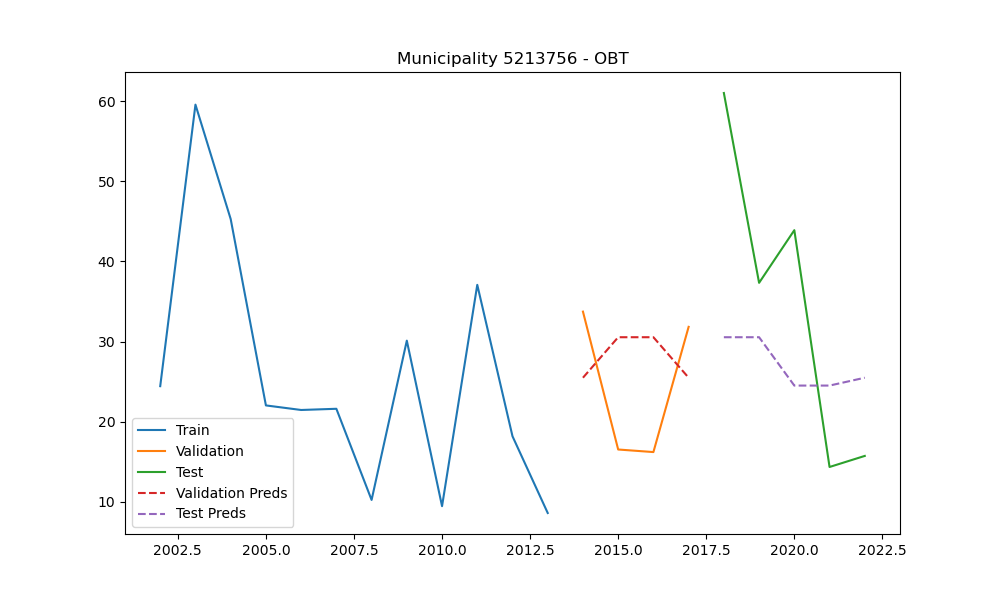 Municipality 5213756 - OBT
60
50
40
30
20
10
Train
Validation
Test
Validation Preds
Test Preds
2002.5 2005.0 2007.5 2010.0 2012.5 2015.0 2017.5 2020.0 2022.5